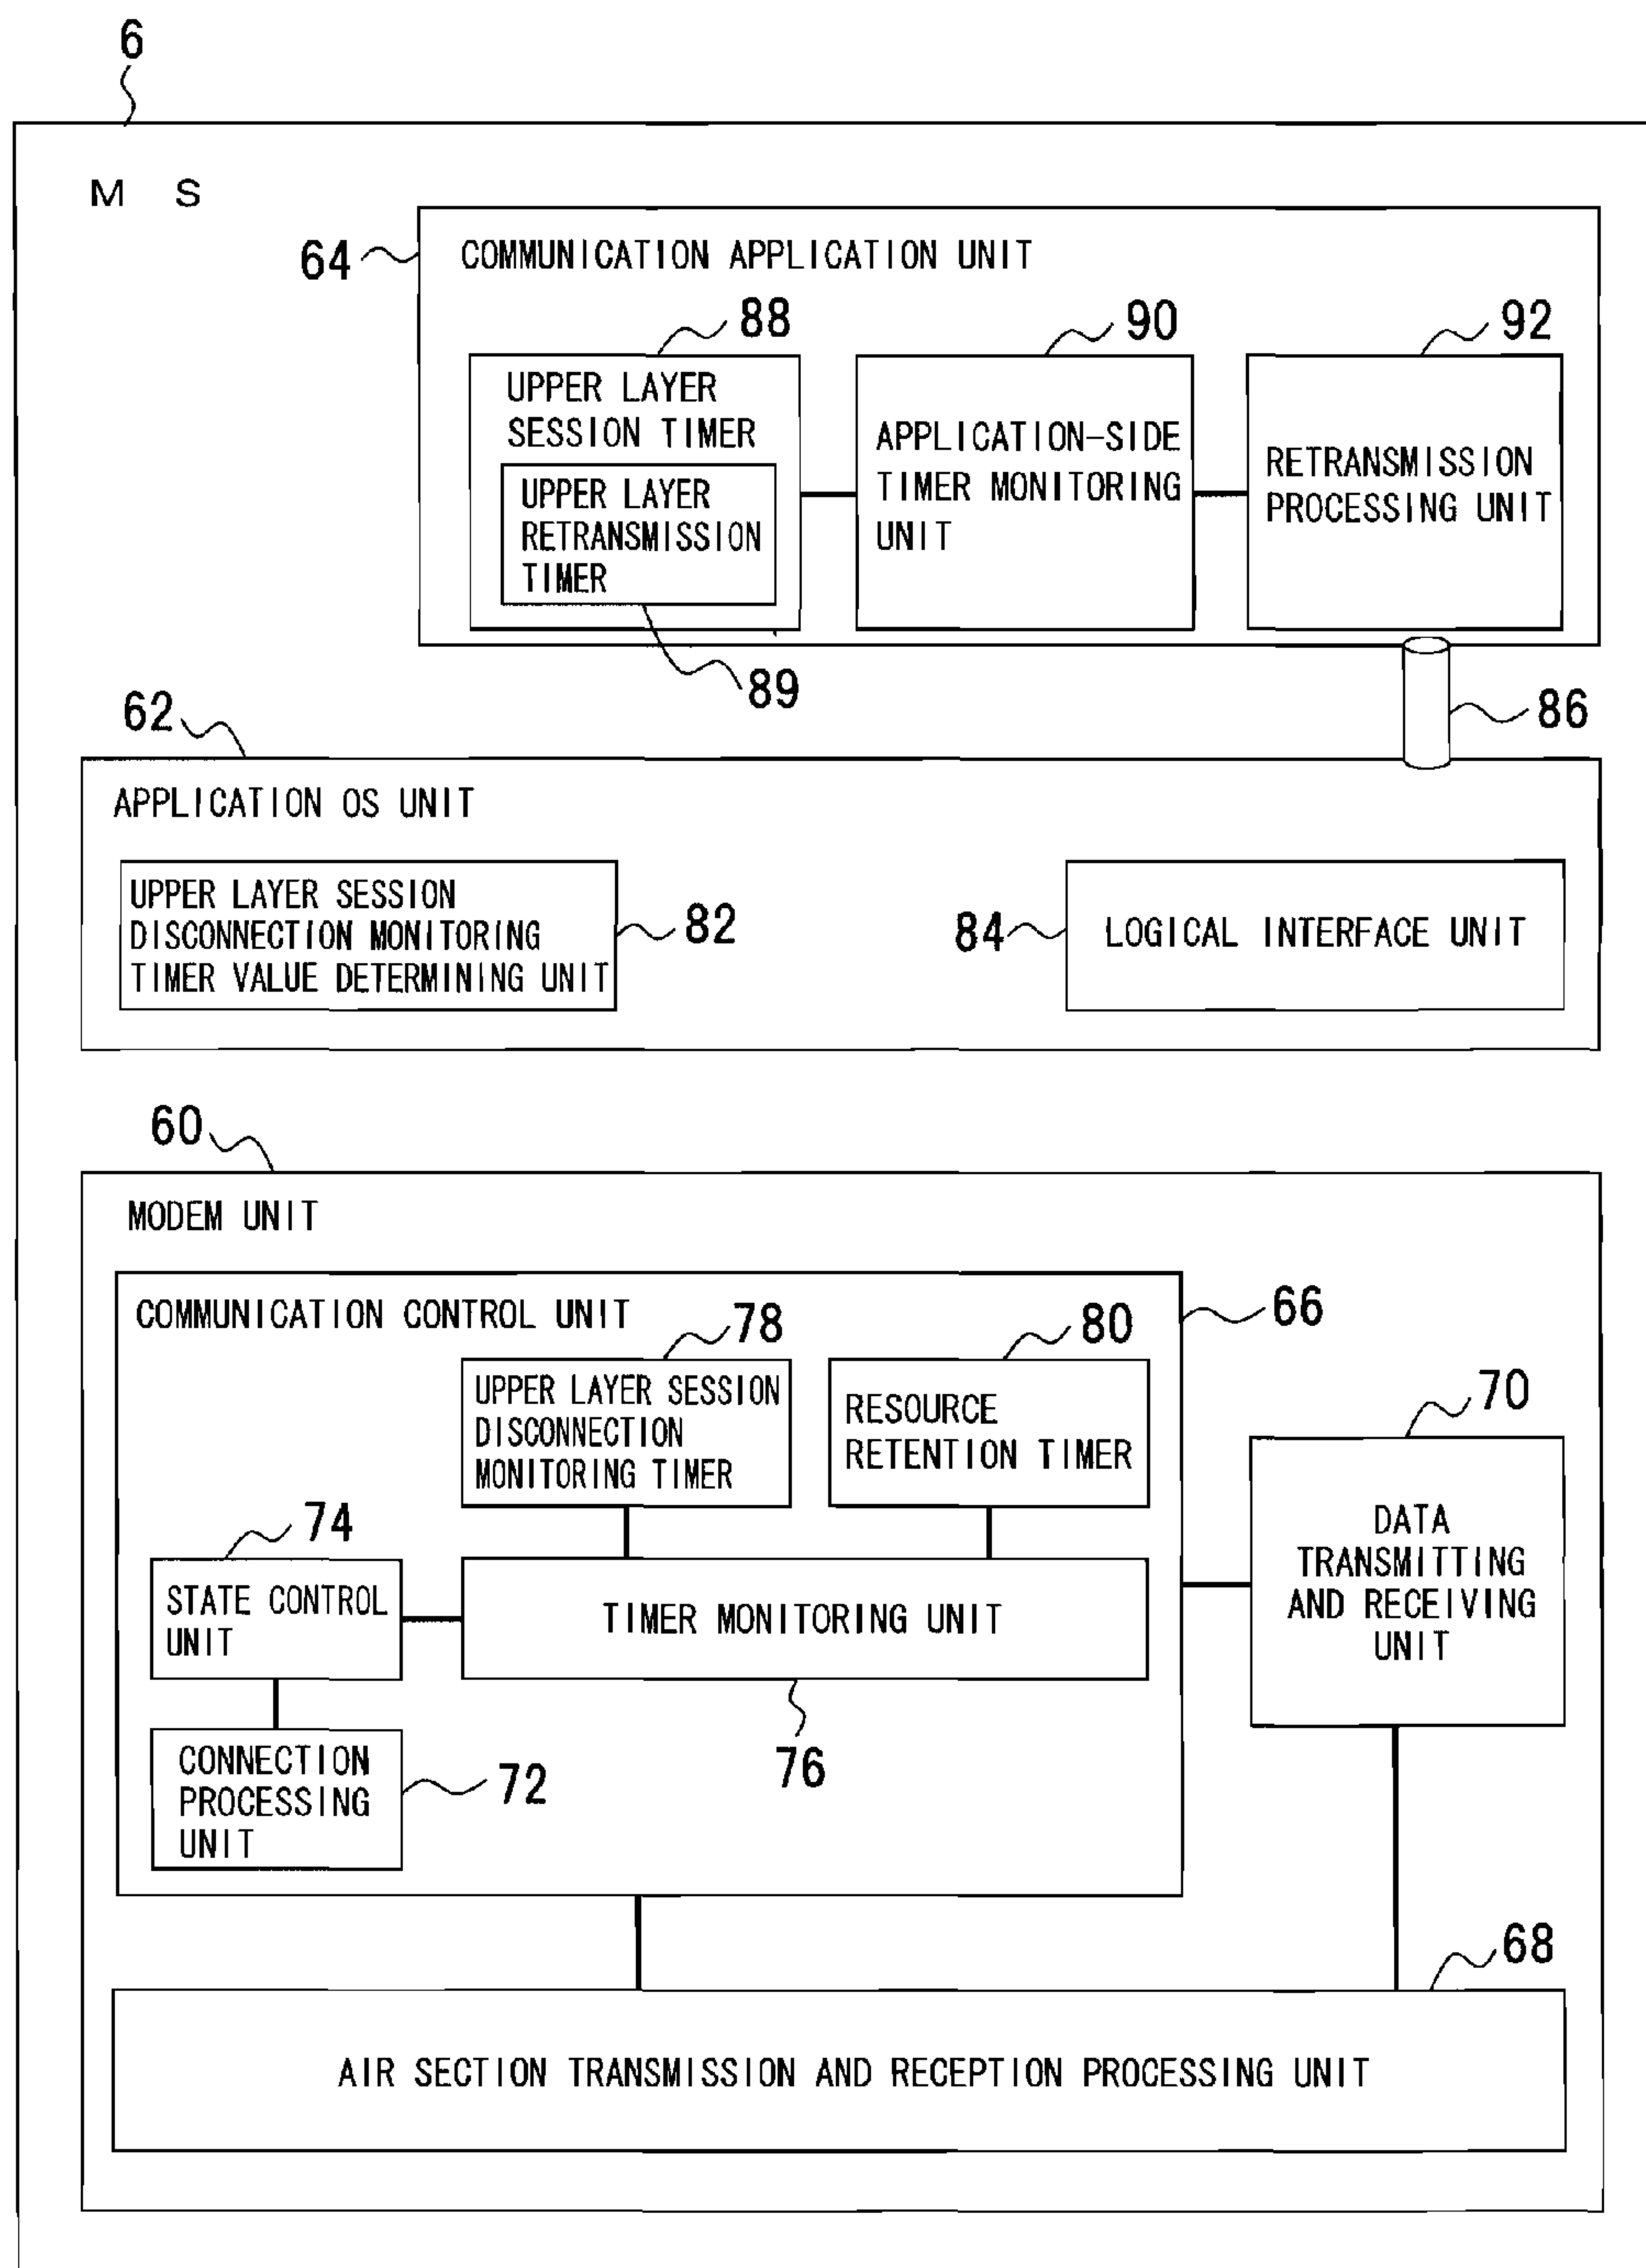 6
M S
64
COMMUNICATION APPLICATION UNIT
88
90
92
UPPER LAYER
SESSION TIMER
UPPER LAYER
RETRANSMISSION
TIMER
APPLICATION-SIDE
TIMER MONITORING
UNIT
RETRANSMISSION
PROCESSING UNIT
89
86
62
APPLICATION OS UNIT
UPPER LAYER SESSION
DISCONNECTION MONITORING
TIMER VALUE DETERMINING UNIT
82
84
LOGICAL INTERFACE UNIT
60
MODEM UNIT
COMMUNICATION CONTROL UNIT
66
78
80
UPPER LAYER SESSION
DISCONNECTION
MONITORING TIMER
RESOURCE
RETENTION TIMER
70
DATA
TRANSMITTING
AND RECEIVING
UNIT
74
STATE CONTROL
UNIT
TIMER MONITORING UNIT
76
CONNECTION
PROCESSING
UNIT
72
68
AIR SECTION TRANSMISSION AND RECEPTION PROCESSING UNIT